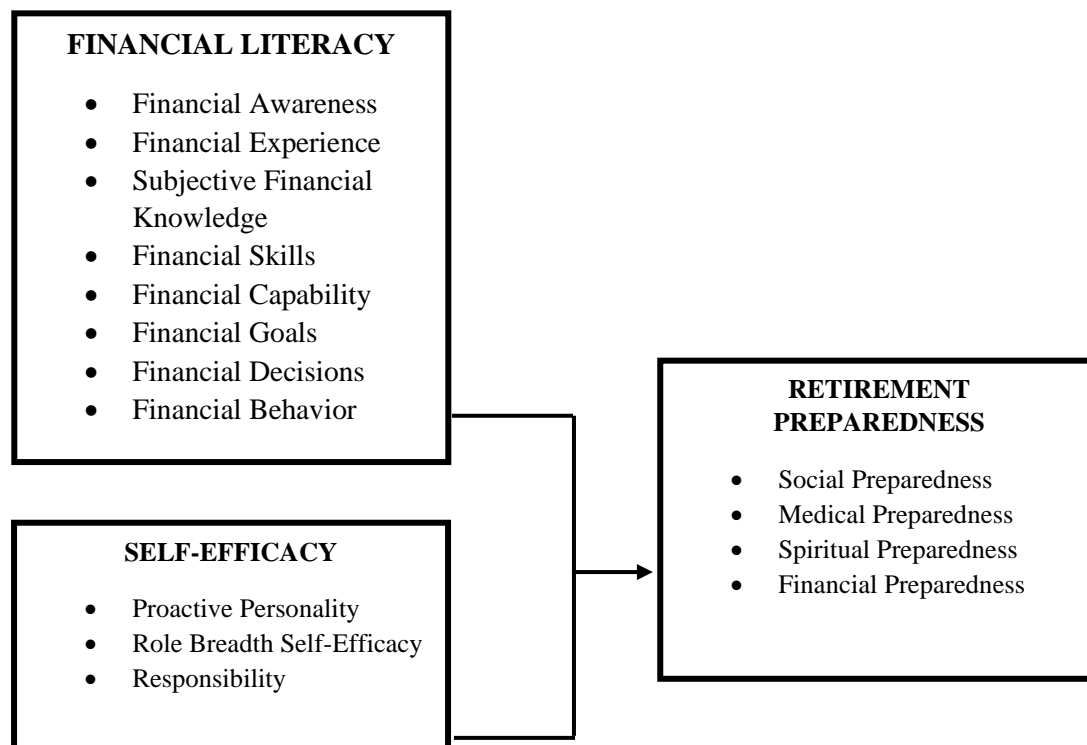 FINANCIAL LITERACY
• Financial Awareness
• Financial Experience
• Subjective Financial
Knowledge
• Financial Skills
• Financial Capability
• Financial Goals
• Financial Decisions
• Financial Behavior
SELF-EFFICACY
• Proactive Personality
• Role Breadth Self-Efficacy
• Responsibility
RETIREMENT
PREPAREDNESS
• Social Preparedness
• Medical Preparedness
• Spiritual Preparedness
• Financial Preparedness